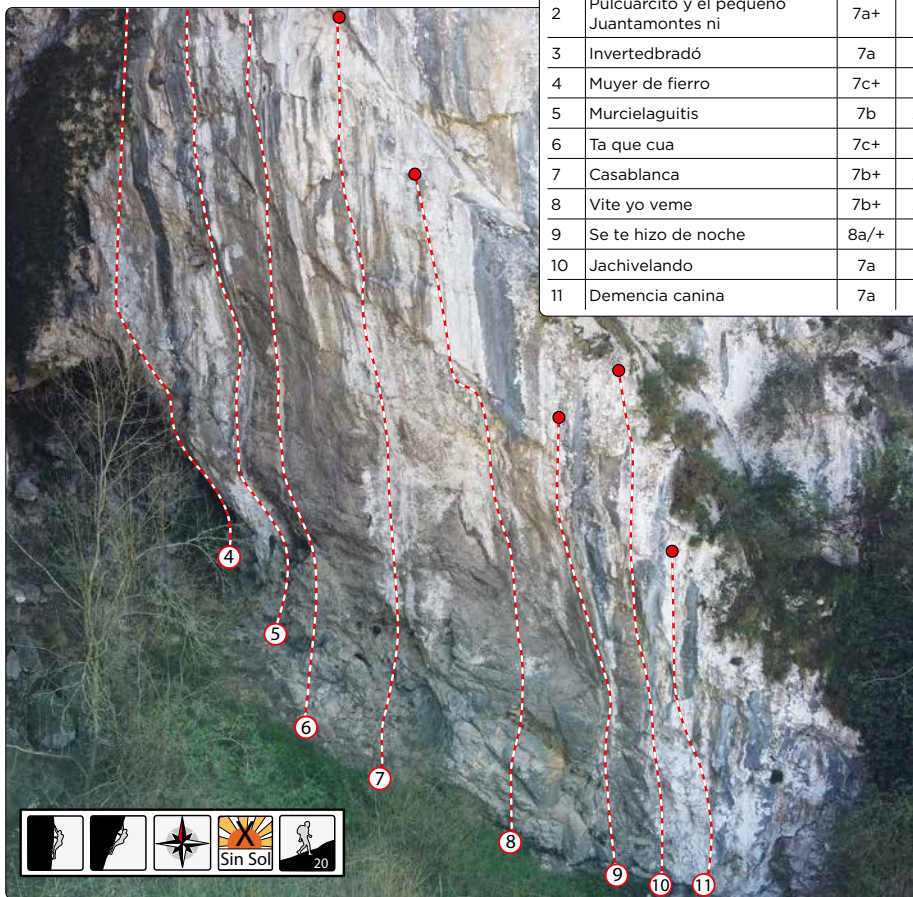 2 Pulcuarcito y el pequeño
Juantamontes ni 7a+
3 Invertedbradó 7a
4 Muyer de fierro 7c+
5 Murcielaguitis 7b
6 Ta que cua 7c+
7 Casablanca 7b+
8 Vite yo veme 7b+
9 Se te hizo de noche 8a/+
10 Jachivelando 7a
11 Demencia canina 7a
4
5
6
7
8
9
10
11
Sin Sol
20